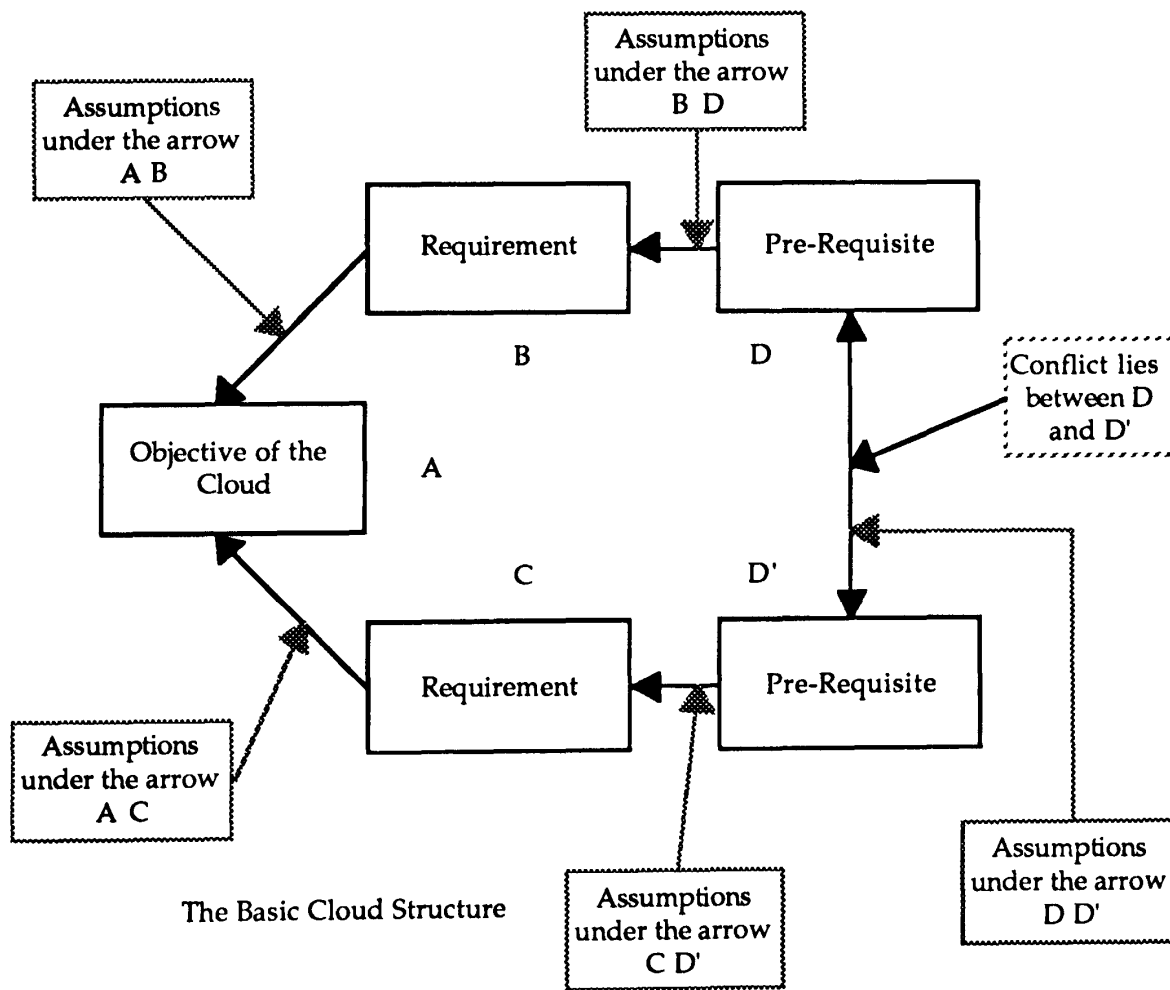 Assumptions
under the arrow
B D
Assumptions
under the arrow
A B
Requirement
Pre-Requisite
B
D
Conflict lies
between D
and D'
Objective of the
Cloud
A
C
D'
Requirement
Pre-Requisite
Assumptions
under the arrow
A C
The Basic Cloud Structure
Assumptions
under the arrow
C D'
Assumptions
under the arrow
D D'